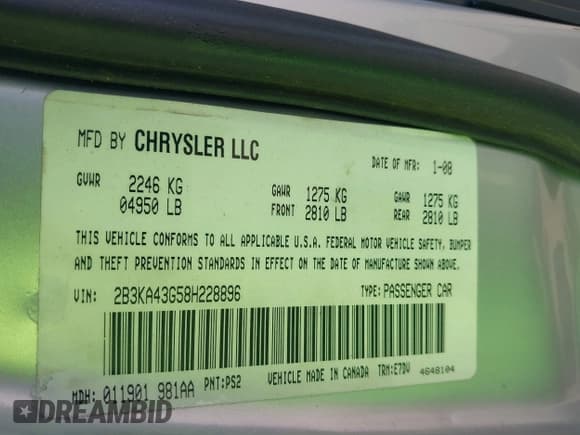 MFD BY CHRYSLER LLC
DATE OF MFR: 1-08
GVWR 2246 KG GAWR 1275 KG GAWR 1275 KG
04950 LB FRONT 2810 LB REAR 2810 LB
THIS VEHICLE CONFORMS TO ALL APPLICABLE U.S.A. FEDERAL MOTOR VEHICLE SAFETY, BUMPER
AND THEFT PREVENTION STANDARDS IN EFFECT ON THE DATE OF MANUFACTURE SHOWN ABOVE.
VIN: 2B3KA43G58H228896 TYPE: PASSENGER CAR
MDH: 011901 981AA PNT: PS2 VEHICLE MADE IN CANADA TRM: E7DV 4648104
DREAMBID